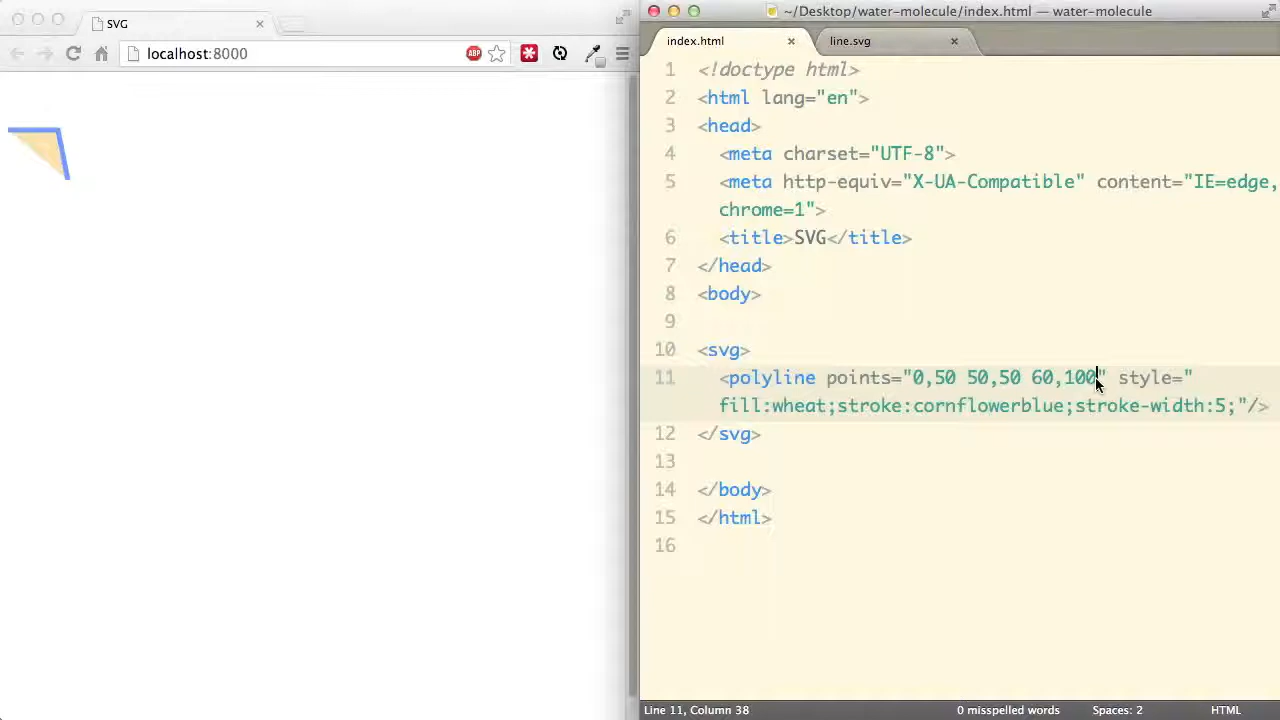 SVG
localhost:8000
ABP
~/Desktop/water-molecule/index.html — water-molecule
index.html
line.svg
1 <!doctype html>
2 <html lang="en">
3 <head>
4 <meta charset="UTF-8">
5 <meta http-equiv="X-UA-Compatible" content="IE=edge,
chrome=1">
6 <title>SVG</title>
7 </head>
8 <body>
9
10 <svg>
11 <polyline points="0,50 50,50 60,100" style="
fill:wheat;stroke:cornflowerblue;stroke-width:5;"/>
12 </svg>
13
14 </body>
15 </html>
16
Line 11, Column 38
0 misspelled words
Spaces: 2
HTML